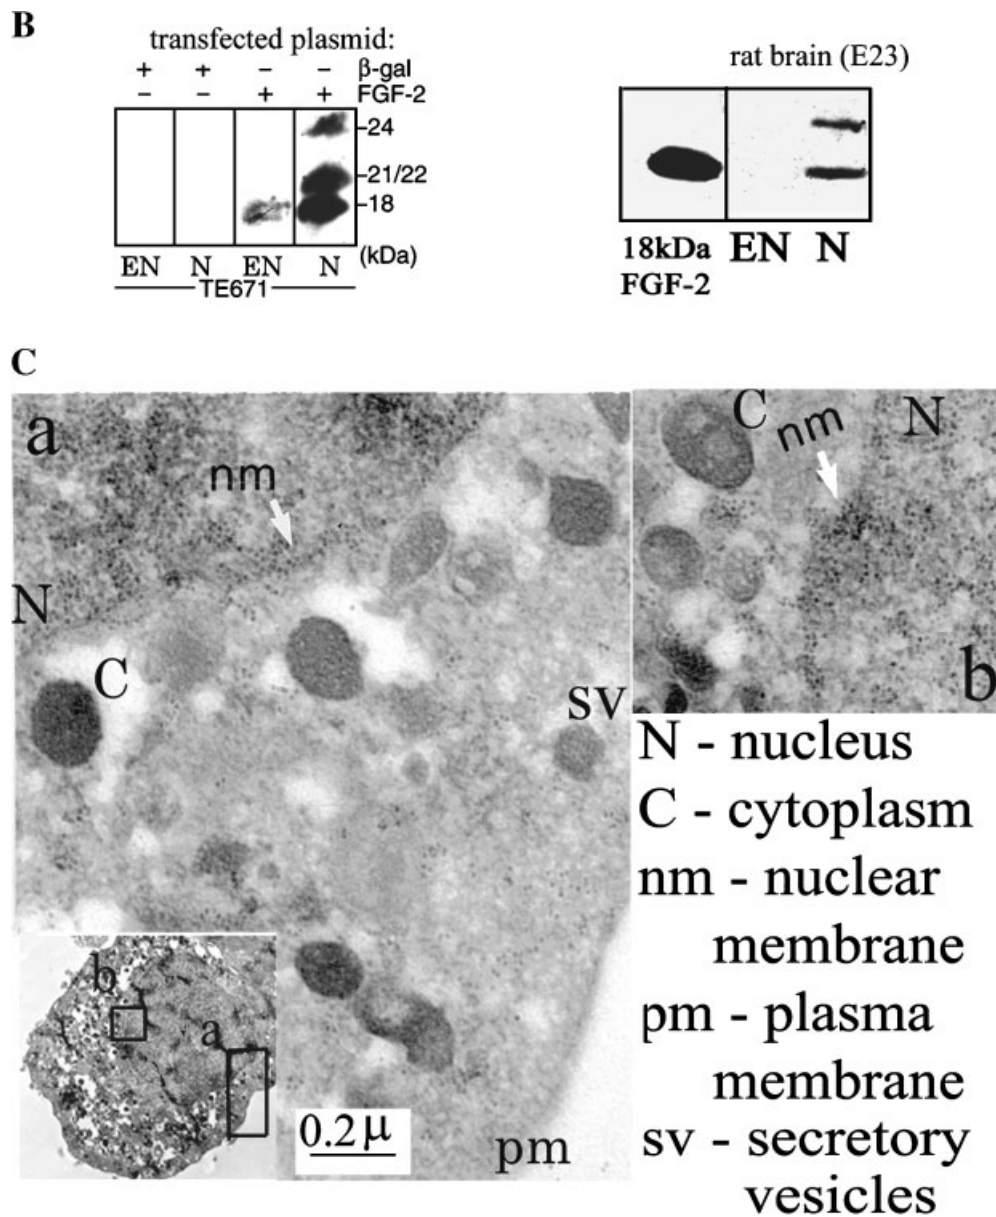 B
transfected plasmid:
+ + – – β-gal
– – + + FGF-2
-24
-21/22
-18
(kDa)
EN N EN N
TE671
rat brain (E23)
18kDa EN N
FGF-2
C
a
nm
N
C
sv
pm
0.2 μ
b
a
C
nm
N
b
N - nucleus
C - cytoplasm
nm - nuclear
membrane
pm - plasma
membrane
sv - secretory
vesicles